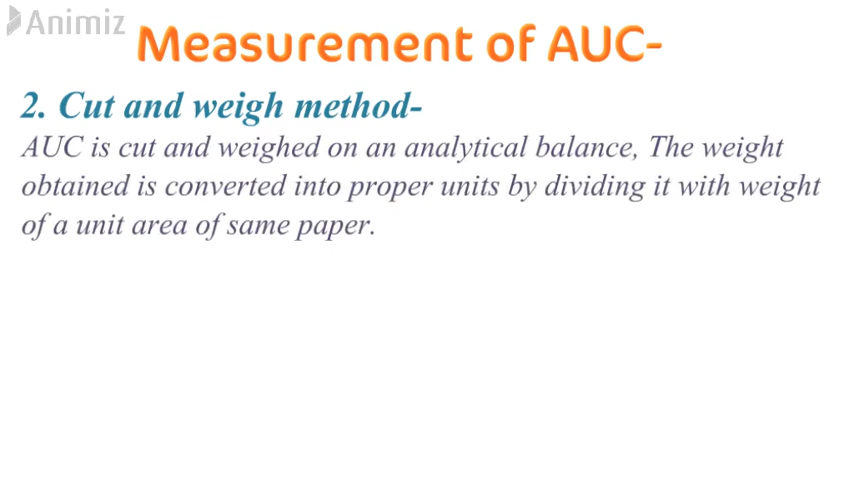 Animiz
Measurement of AUC-
2. Cut and weigh method-
AUC is cut and weighed on an analytical balance, The weight
obtained is converted into proper units by dividing it with weight
of a unit area of same paper.